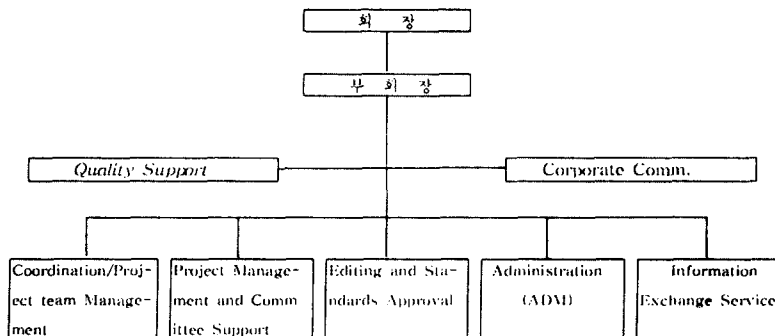 회 장
부 회 장
Quality Support
Corporate Comm.
Coordination/Proj-
ect team Manage-
ment
Project Manage-
ment and Comm
ittee Support
Editing and Sta-
ndards Approval
Administration
(ADM)
Information
Exchange Service